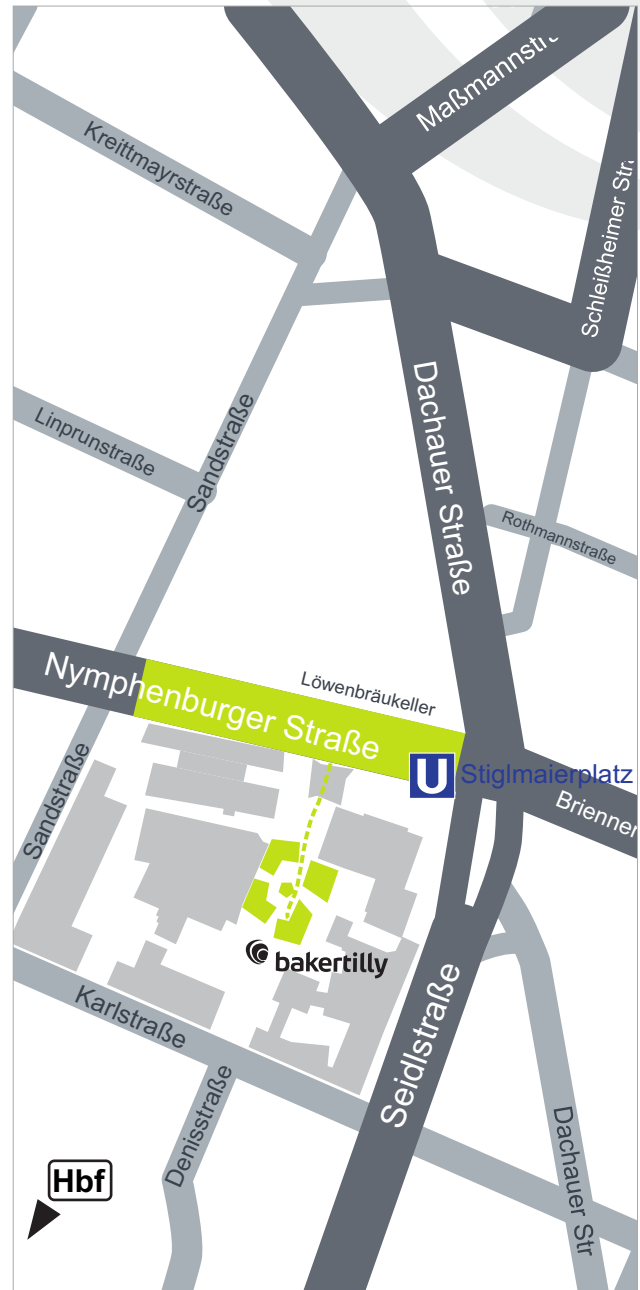 Maßmannstr
Kreittmayrstraße
Schleißheimer Str.
Dachauer Straße
Linprunstraße
Sandstraße
Rothmannstraße
Löwenbräukeller
Nymphenburger Straße
U Stiglmaierplatz
Brienner
Sandstraße
bakertilly
Karlstraße
Seidlstraße
Denisstraße
Dachauer Str
Hbf